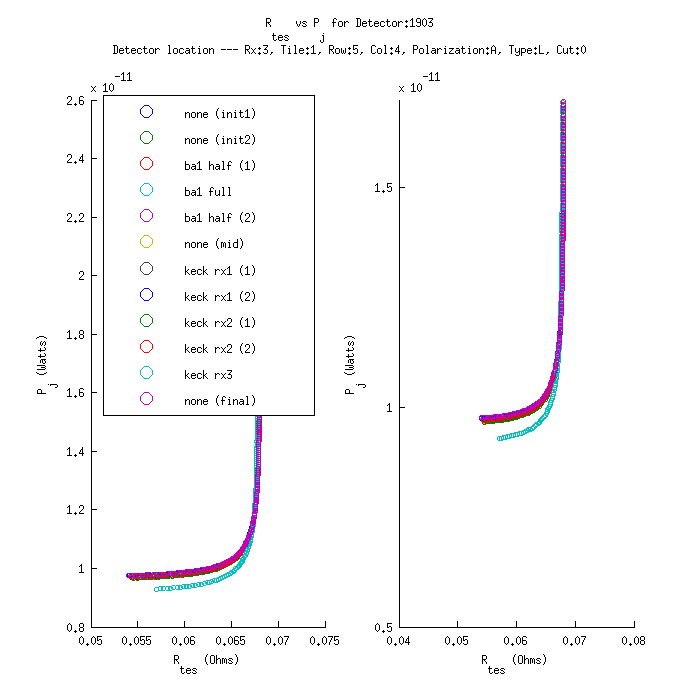 R tes vs P j for Detector:1903
Detector location --- Rx:3, Tile:1, Row:5, Col:4, Polarization:A, Type:L, Cut:0
x 10 -11
2.6
2.4
2.2
2
1.8
1.6
1.4
1.2
1
0.8
P j (Watts)
none (init1)
none (init2)
ba1 half (1)
ba1 full
ba1 half (2)
none (mid)
keck rx1 (1)
keck rx1 (2)
keck rx2 (1)
keck rx2 (2)
keck rx3
none (final)
0.05 0.055 0.06 0.065 0.07 0.075
R tes (Ohms)
x 10 -11
1.5
1
0.5
P j (Watts)
0.04 0.05 0.06 0.07 0.08
R tes (Ohms)